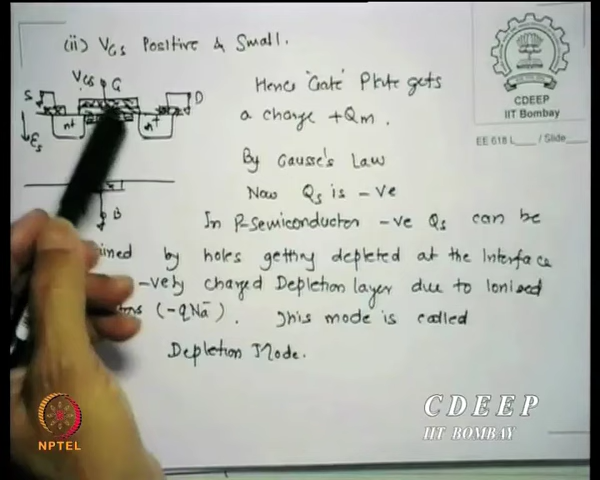 (ii) VGS Positive & Small.
VGS G
S
D
Hence 'Gate' Plate gets
n+
n+
a charge +Qm.
Es
By Gausse's Law
Now Qs is -ve
B
In P-Semiconductor -ve Qs can be
by holes getting depleted at the Interface
-vely charged Depletion layer due to Ionised
(-qNa-). This mode is called
Depletion Mode.
CDEEP
IIT Bombay
EE 618 L / Slide
NPTEL
CDEEP
IIT BOMBAY